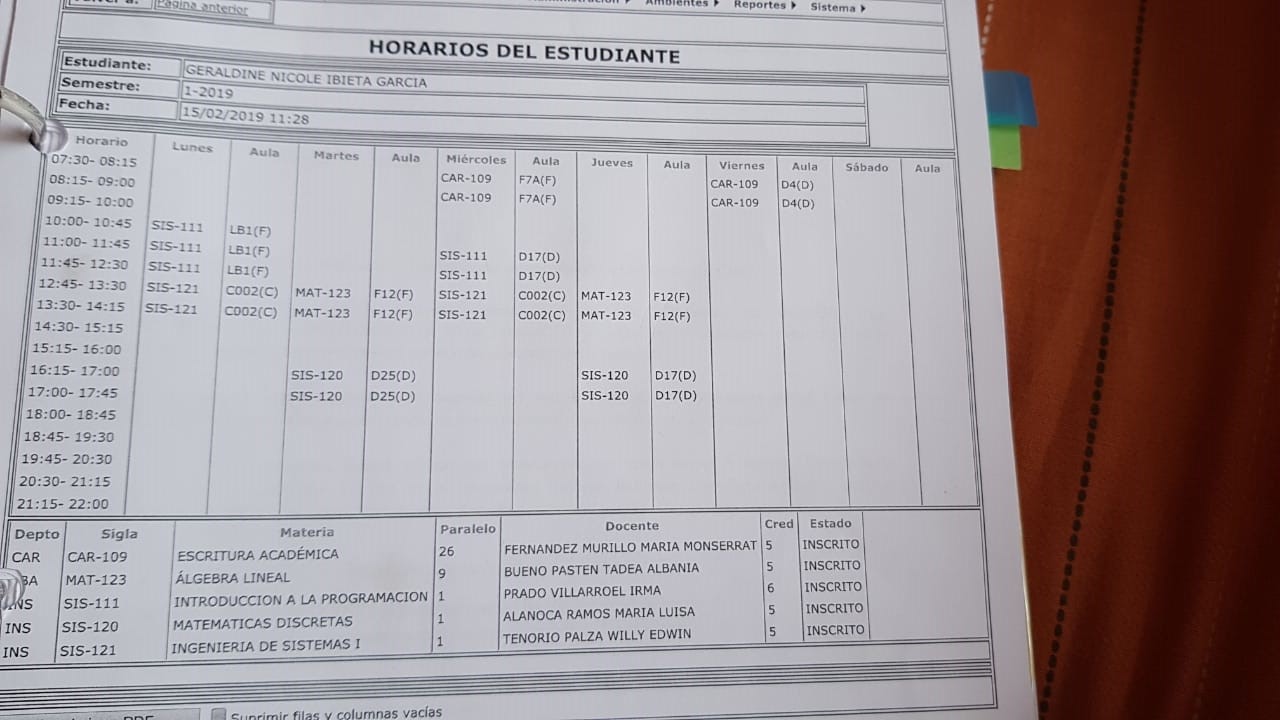 Página anterior
Ambientes Reportes Sistema
HORARIOS DEL ESTUDIANTE
Estudiante: GERALDINE NICOLE IBIETA GARCIA
Semestre: 1-2019
Fecha: 15/02/2019 11:28
Horario Lunes Aula Martes Aula Miércoles Aula Jueves Aula Viernes Aula Sábado Aula
07:30- 08:15 CAR-109 F7A(F) CAR-109 D4(D)
08:15- 09:00 CAR-109 F7A(F) CAR-109 D4(D)
09:15- 10:00
10:00- 10:45 SIS-111 LB1(F)
11:00- 11:45 SIS-111 LB1(F) SIS-111 D17(D)
11:45- 12:30 SIS-111 LB1(F) SIS-111 D17(D)
12:45- 13:30 SIS-121 C002(C) MAT-123 F12(F) SIS-121 C002(C) MAT-123 F12(F)
13:30- 14:15 SIS-121 C002(C) MAT-123 F12(F) SIS-121 C002(C) MAT-123 F12(F)
14:30- 15:15
15:15- 16:00
16:15- 17:00 SIS-120 D25(D) SIS-120 D17(D)
17:00- 17:45 SIS-120 D25(D) SIS-120 D17(D)
18:00- 18:45
18:45- 19:30
19:45- 20:30
20:30- 21:15
21:15- 22:00
Depto Sigla Materia Paralelo Docente Cred Estado
CAR CAR-109 ESCRITURA ACADÉMICA 26 FERNANDEZ MURILLO MARIA MONSERRAT 5 INSCRITO
MAT-123 ÁLGEBRA LINEAL 9 BUENO PASTEN TADEA ALBANIA 5 INSCRITO
SIS-111 INTRODUCCION A LA PROGRAMACION 1 PRADO VILLARROEL IRMA 6 INSCRITO
INS SIS-120 MATEMATICAS DISCRETAS 1 ALANOCA RAMOS MARIA LUISA 5 INSCRITO
INS SIS-121 INGENIERIA DE SISTEMAS I 1 TENORIO PALZA WILLY EDWIN 5 INSCRITO
Suprimir filas y columnas vacías